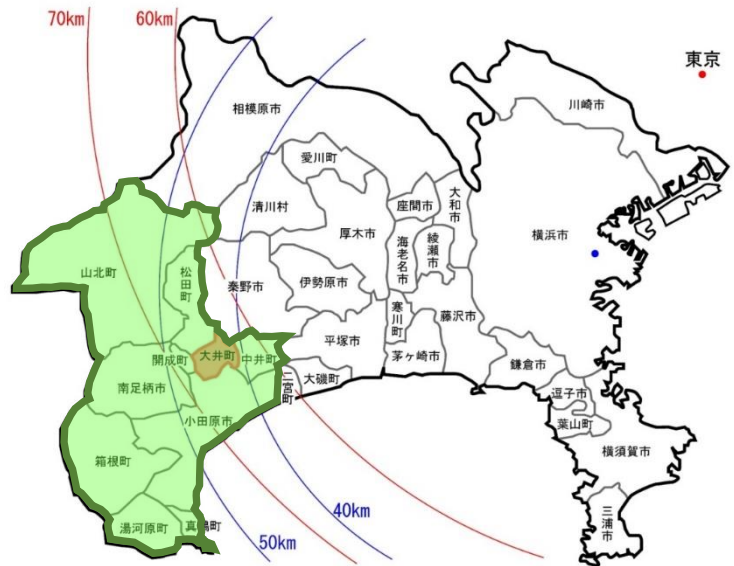 70km
60km
東京
川崎市
相模原市
愛川町
清川村
座間市
大和市
厚木市
海老名市
綾瀬市
横浜市
山北町
松田町
秦野市
伊勢原市
寒川町
藤沢市
平塚市
茅ヶ崎市
開成町
大井町
中井町
鎌倉市
南足柄市
二宮町
大磯町
逗子市
葉山町
小田原市
横須賀市
箱根町
三浦市
40km
湯河原町
真鶴町
50km